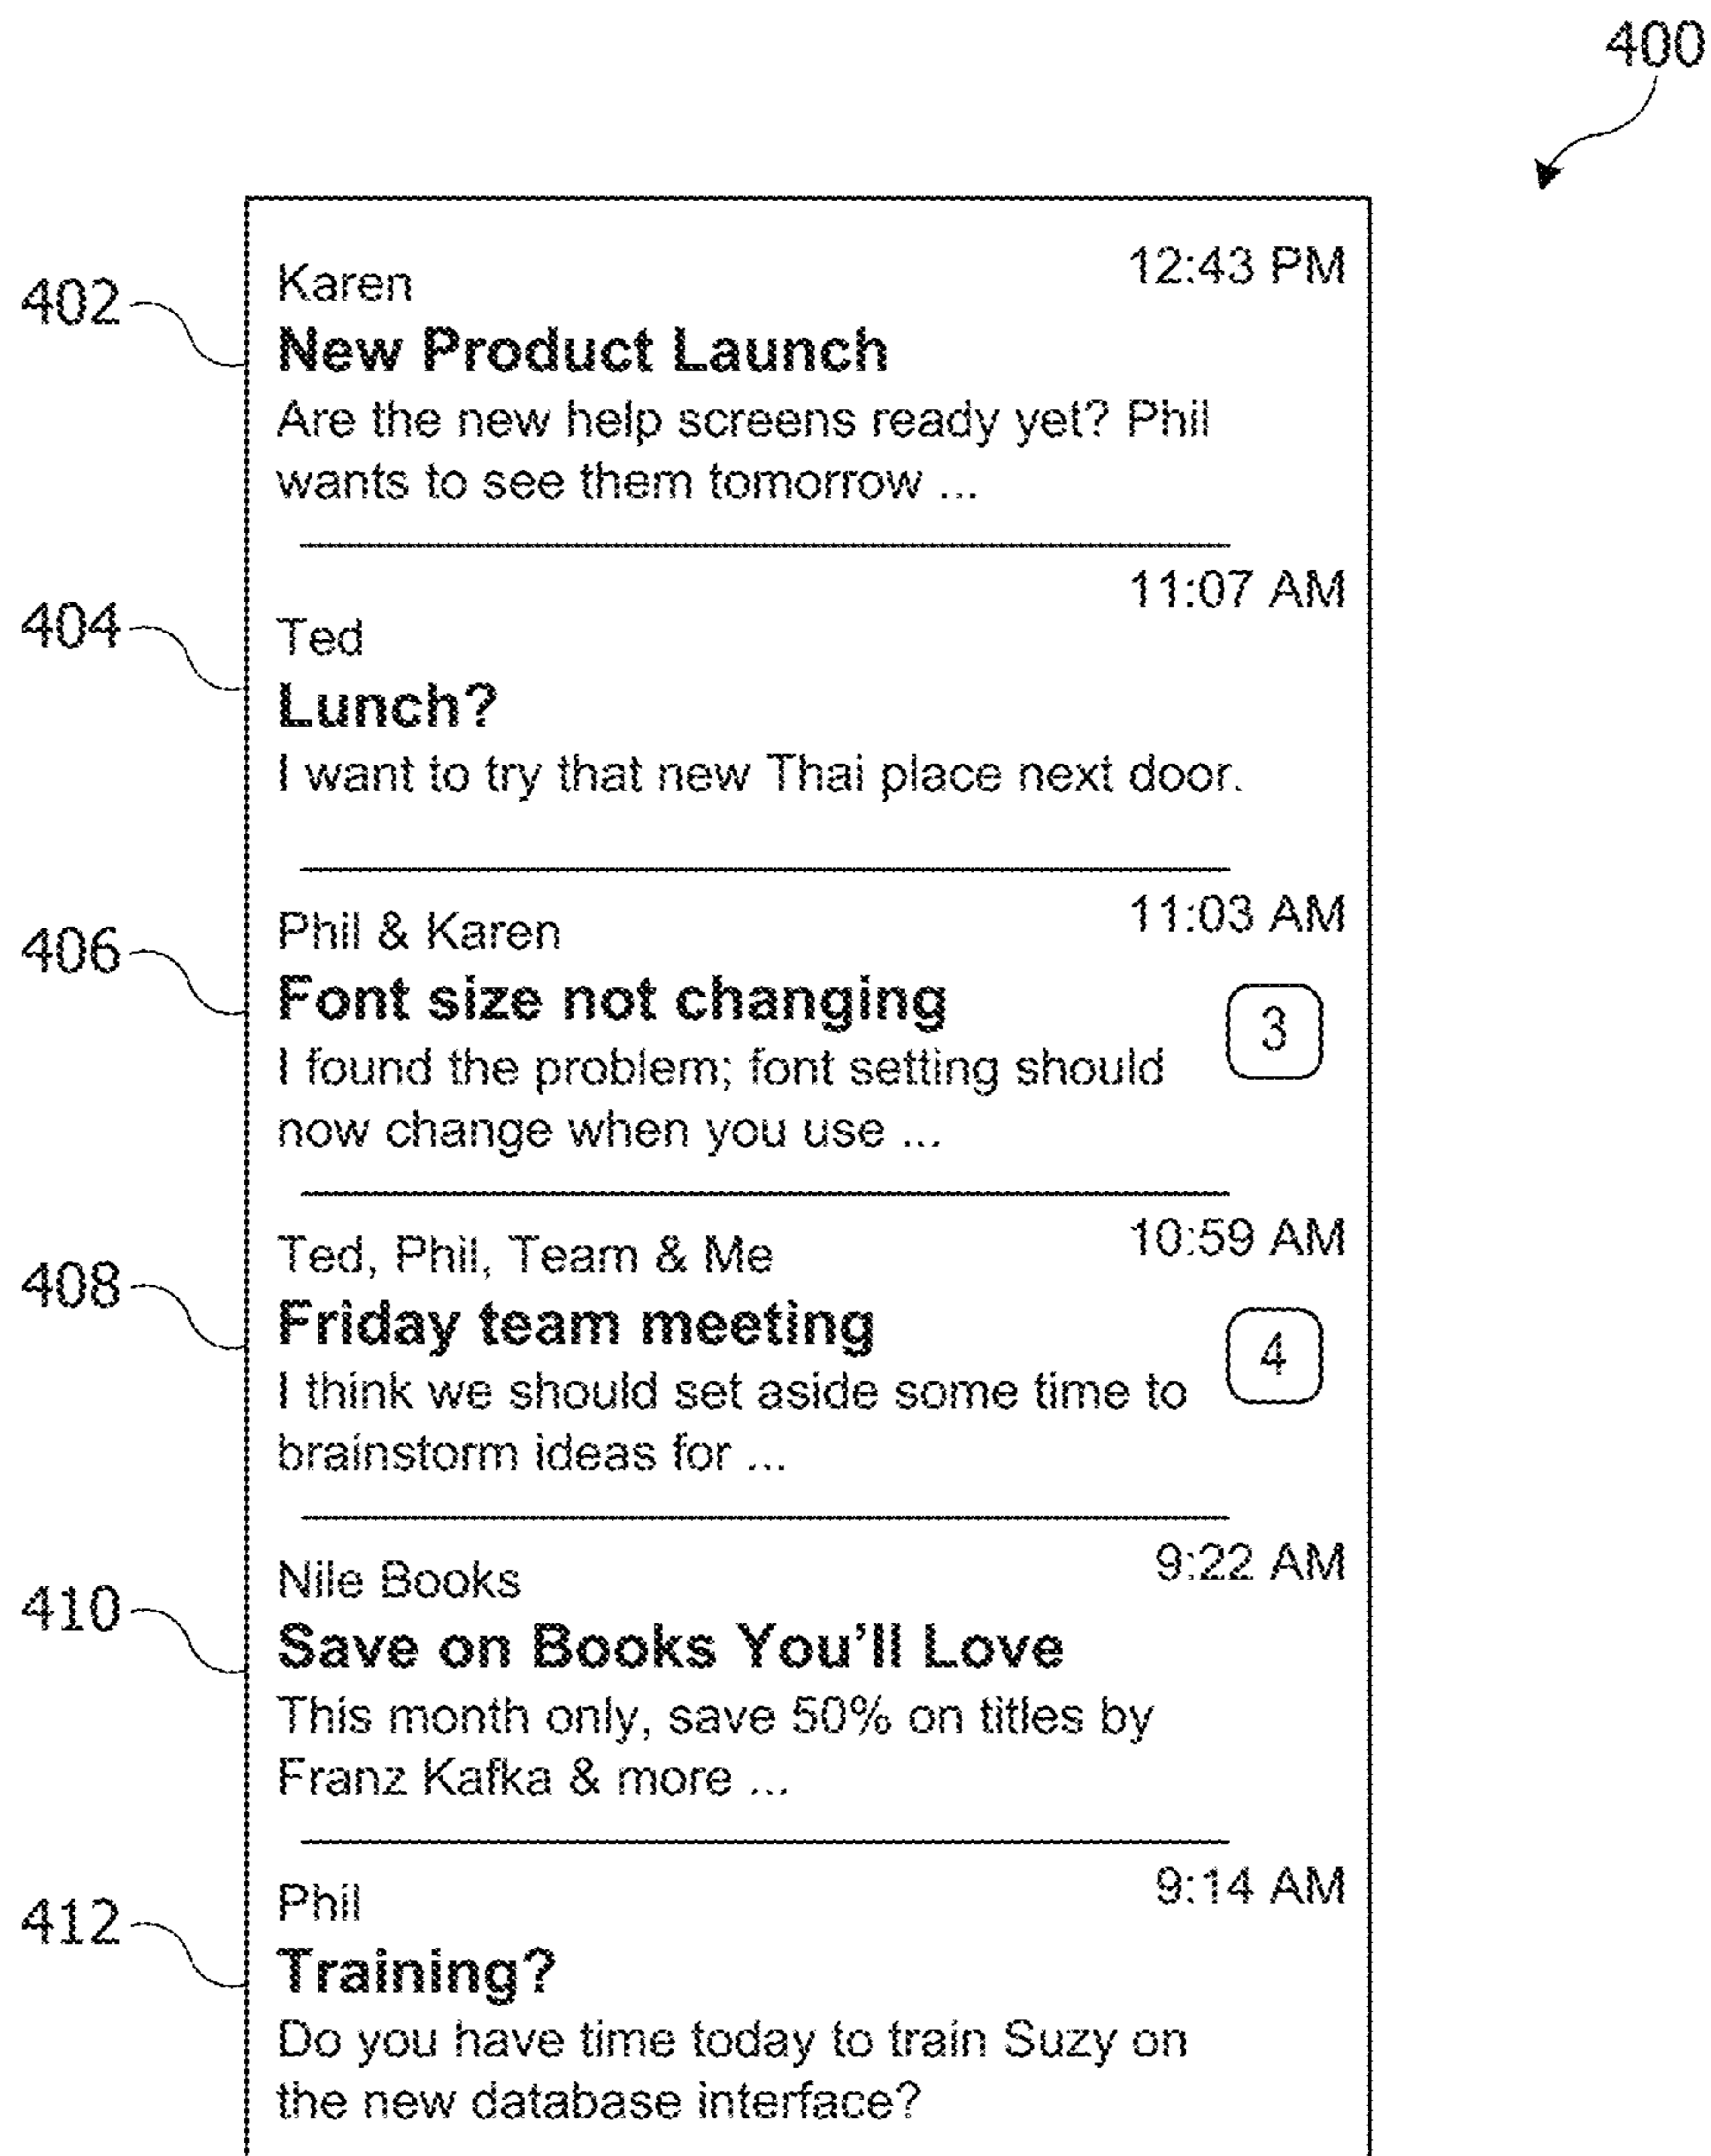 400
402
Karen
12:43 PM
New Product Launch
Are the new help screens ready yet? Phil
wants to see them tomorrow ...
404
11:07 AM
Ted
Lunch?
I want to try that new Thai place next door.
406
Phil & Karen
11:03 AM
Font size not changing
3
I found the problem; font setting should
now change when you use ...
408
Ted, Phil, Team & Me
10:59 AM
Friday team meeting
4
I think we should set aside some time to
brainstorm ideas for ...
410
Nile Books
9:22 AM
Save on Books You'll Love
This month only, save 50% on titles by
Franz Kafka & more ...
412
Phil
9:14 AM
Training?
Do you have time today to train Suzy on
the new database interface?